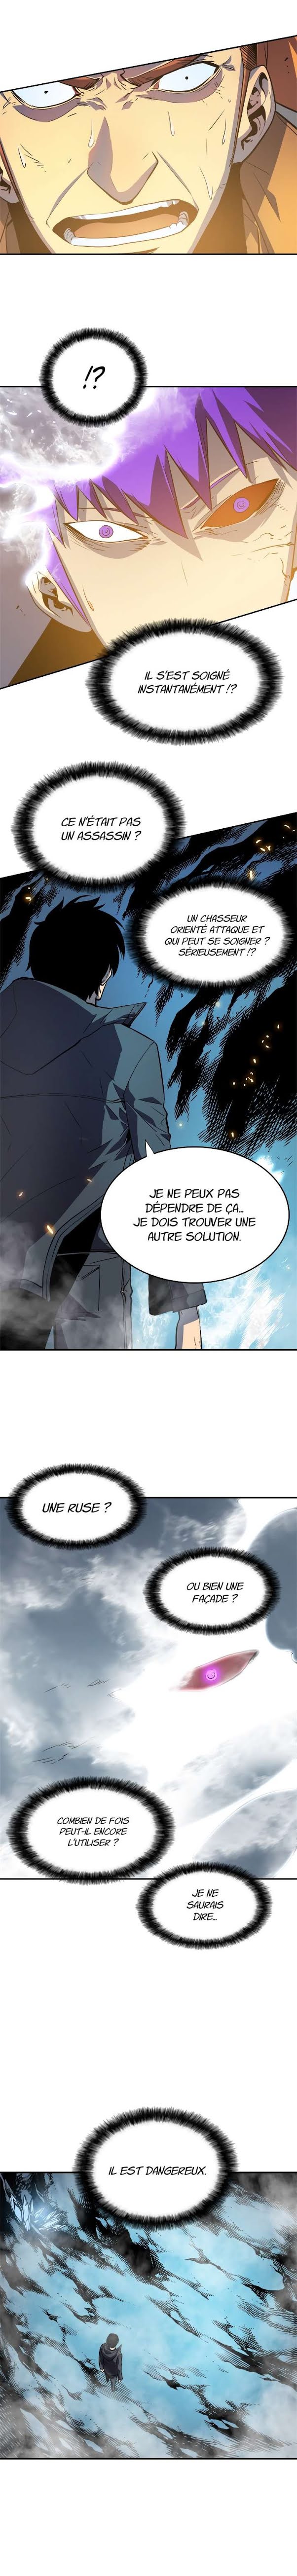 !?
IL S'EST SOIGNÉ
INSTANTANÉMENT !?
CE N'ÉTAIT PAS
UN ASSASSIN ?
UN CHASSEUR
ORIENTÉ ATTAQUE ET
QUI PEUT SE SOIGNER ?
SÉRIEUSEMENT !?
JE NE PEUX PAS
DÉPENDRE DE ÇA...
JE DOIS TROUVER UNE
AUTRE SOLUTION.
UNE RUSE ?
OU BIEN UNE
FAÇADE ?
COMBIEN DE FOIS
PEUT-IL ENCORE
L'UTILISER ?
JE NE
SAURAIS
DIRE...
IL EST DANGEREUX.